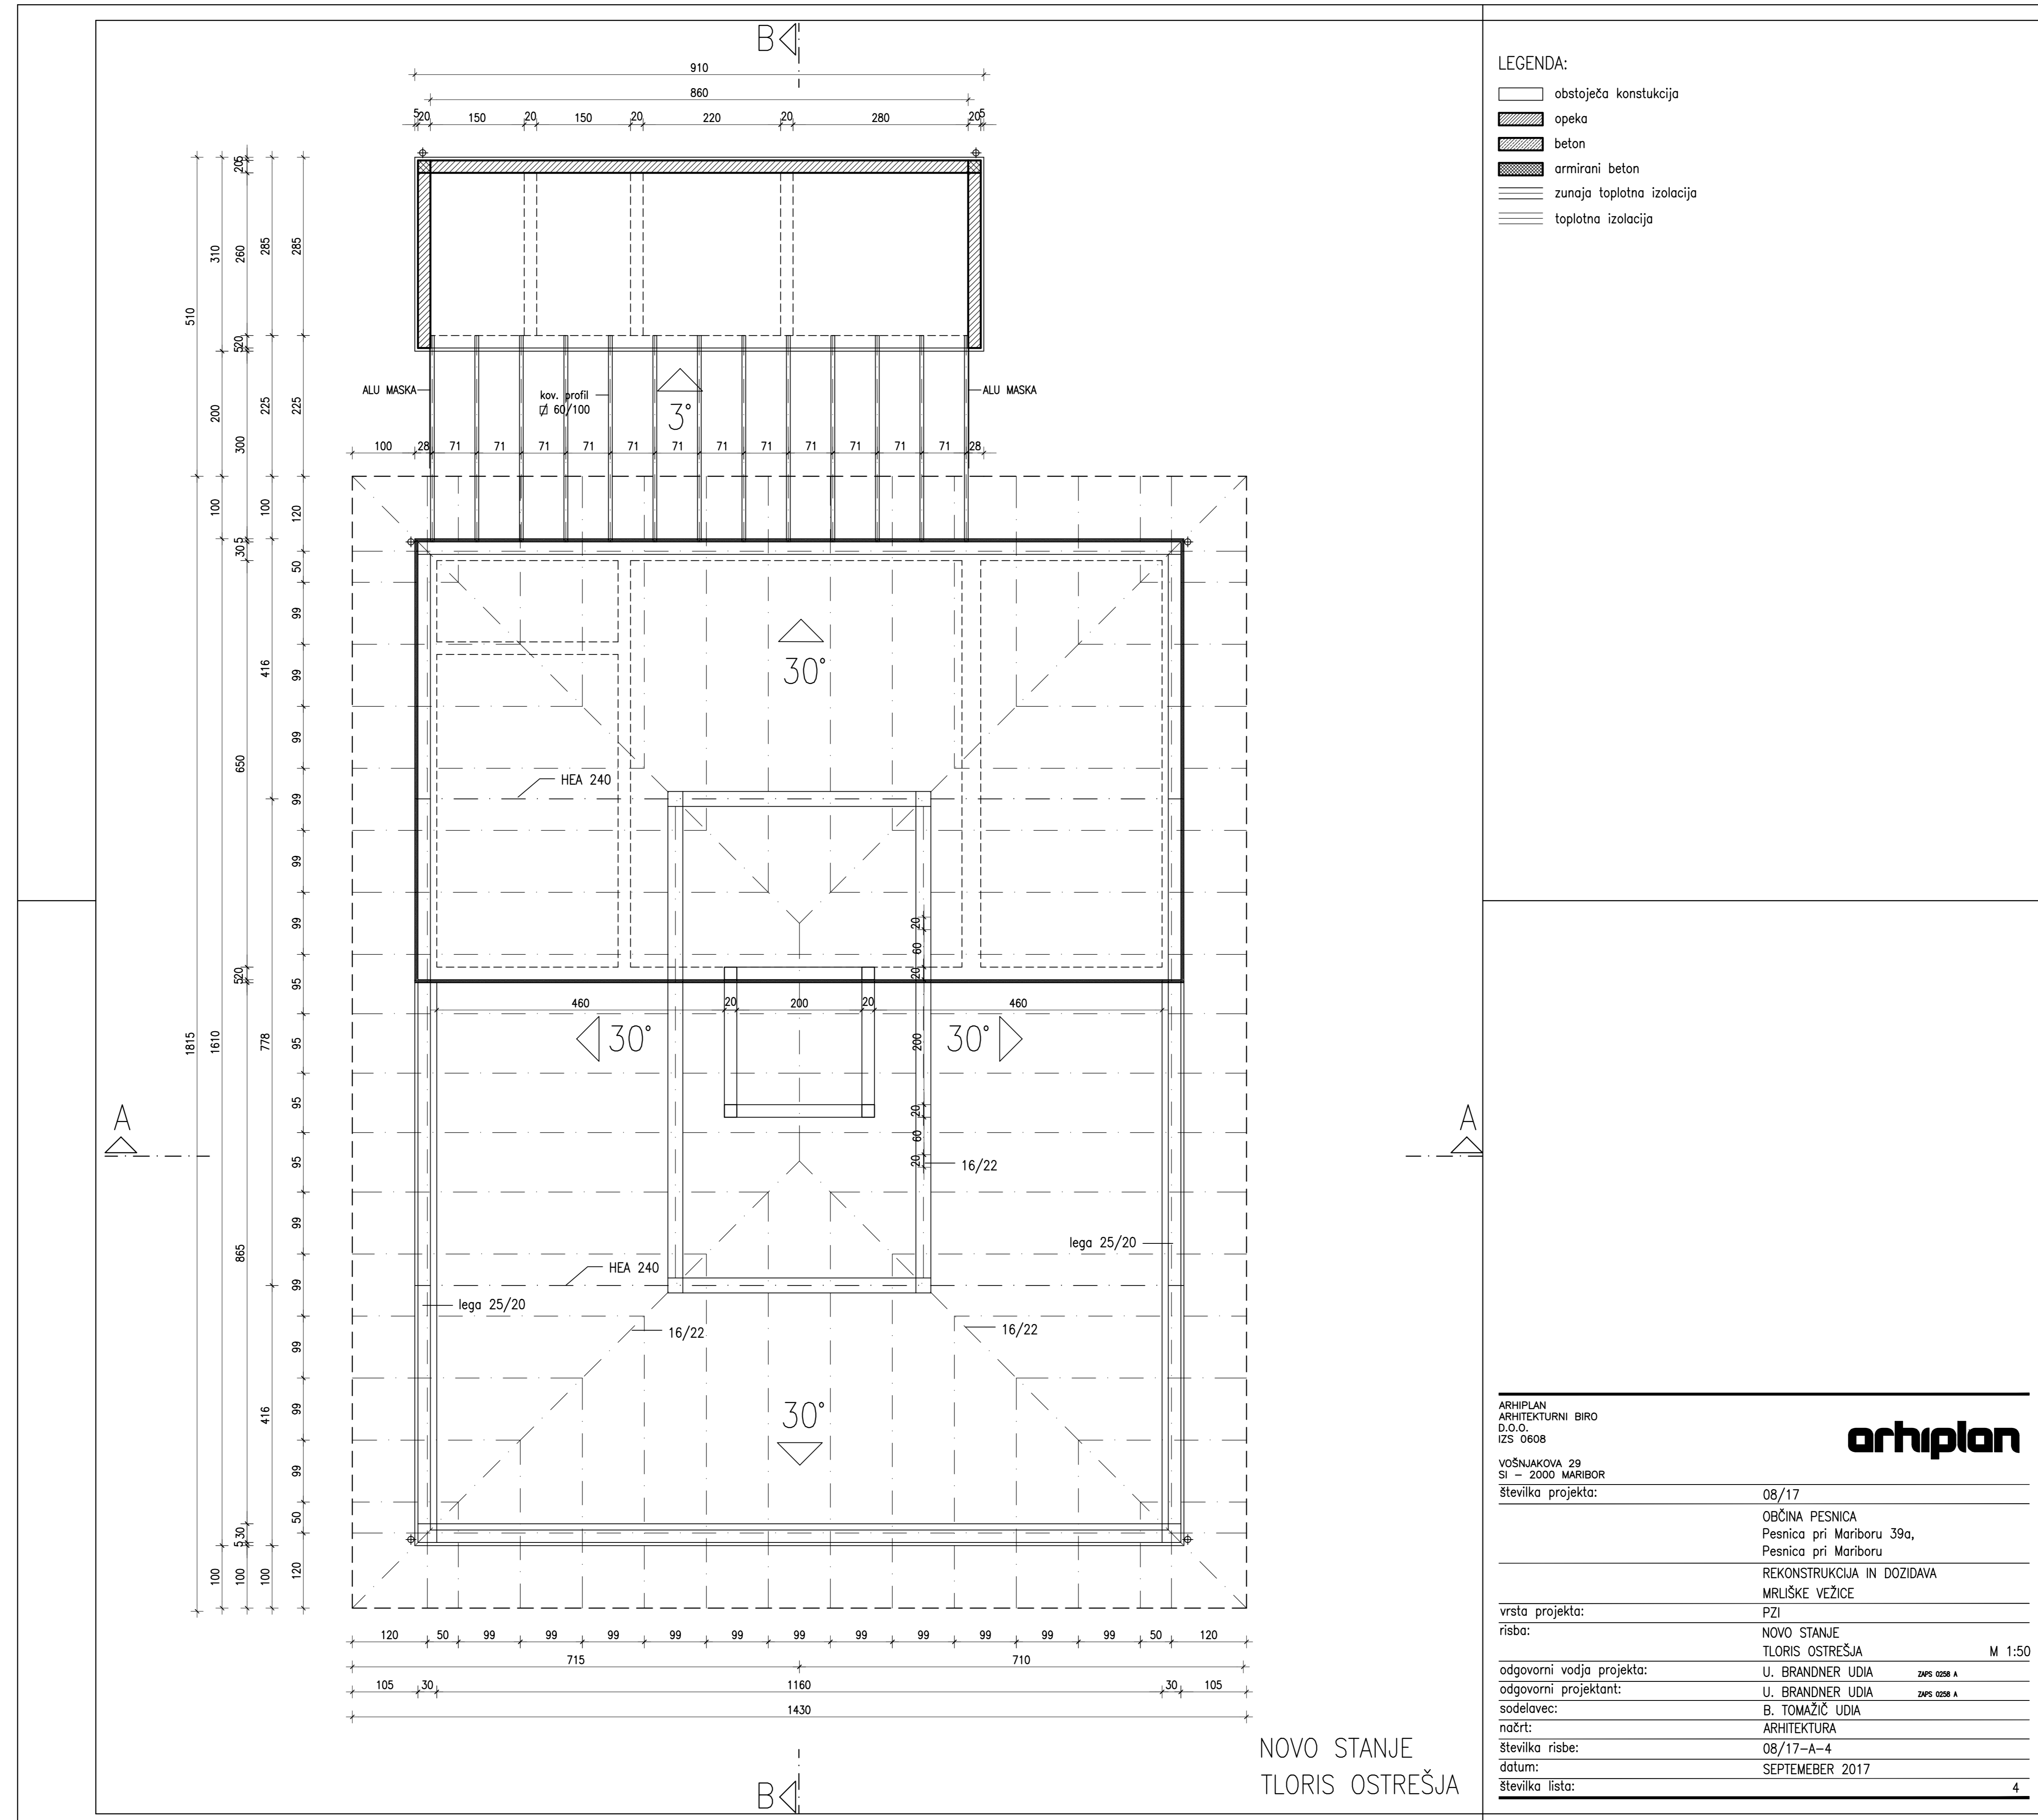 B
910
860
5 20 150 20 150 20 220 20 280 20 5
LEGENDA:
obstoječa konstukcija
opeka
beton
armirani beton
zunaja toplotna izolacija
toplotna izolacija
510
1815
310
200
100
1610
100
20 5
260
5 20
300
30 5
650
5 20
865
5 30
100
285
225
100
416
778
416
100
285
225
120
50
99
99
99
99
99
99
95
95
95
95
99
99
99
99
99
50
120
ALU MASKA
kov. profil
60/100
3°
ALU MASKA
100 28 71 71 71 71 71 71 71 71 71 71 71 71 28
30°
HEA 240
20
60
20
460 20 200 20 460
30°
30°
200
20
60
20
16/22
A
A
lega 25/20
HEA 240
lega 25/20
16/22
16/22
30°
120 50 99 99 99 99 99 99 99 99 99 99 99 50 120
715 710
105 30 1160 30 105
1430
B
NOVO STANJE
TLORIS OSTREŠJA
ARHIPLAN
ARHITEKTURNI BIRO
D.O.O.
IZS 0608
VOŠNJAKOVA 29
SI – 2000 MARIBOR
arhiplan
številka projekta: 08/17
OBČINA PESNICA
Pesnica pri Mariboru 39a,
Pesnica pri Mariboru
REKONSTRUKCIJA IN DOZIDAVA
MRLIŠKE VEŽICE
vrsta projekta: PZI
risba: NOVO STANJE
TLORIS OSTREŠJA M 1:50
odgovorni vodja projekta: U. BRANDNER UDIA ZAPS 0258 A
odgovorni projektant: U. BRANDNER UDIA ZAPS 0258 A
sodelavec: B. TOMAŽIČ UDIA
načrt: ARHITEKTURA
številka risbe: 08/17-A-4
datum: SEPTEMEBER 2017
številka lista: 4